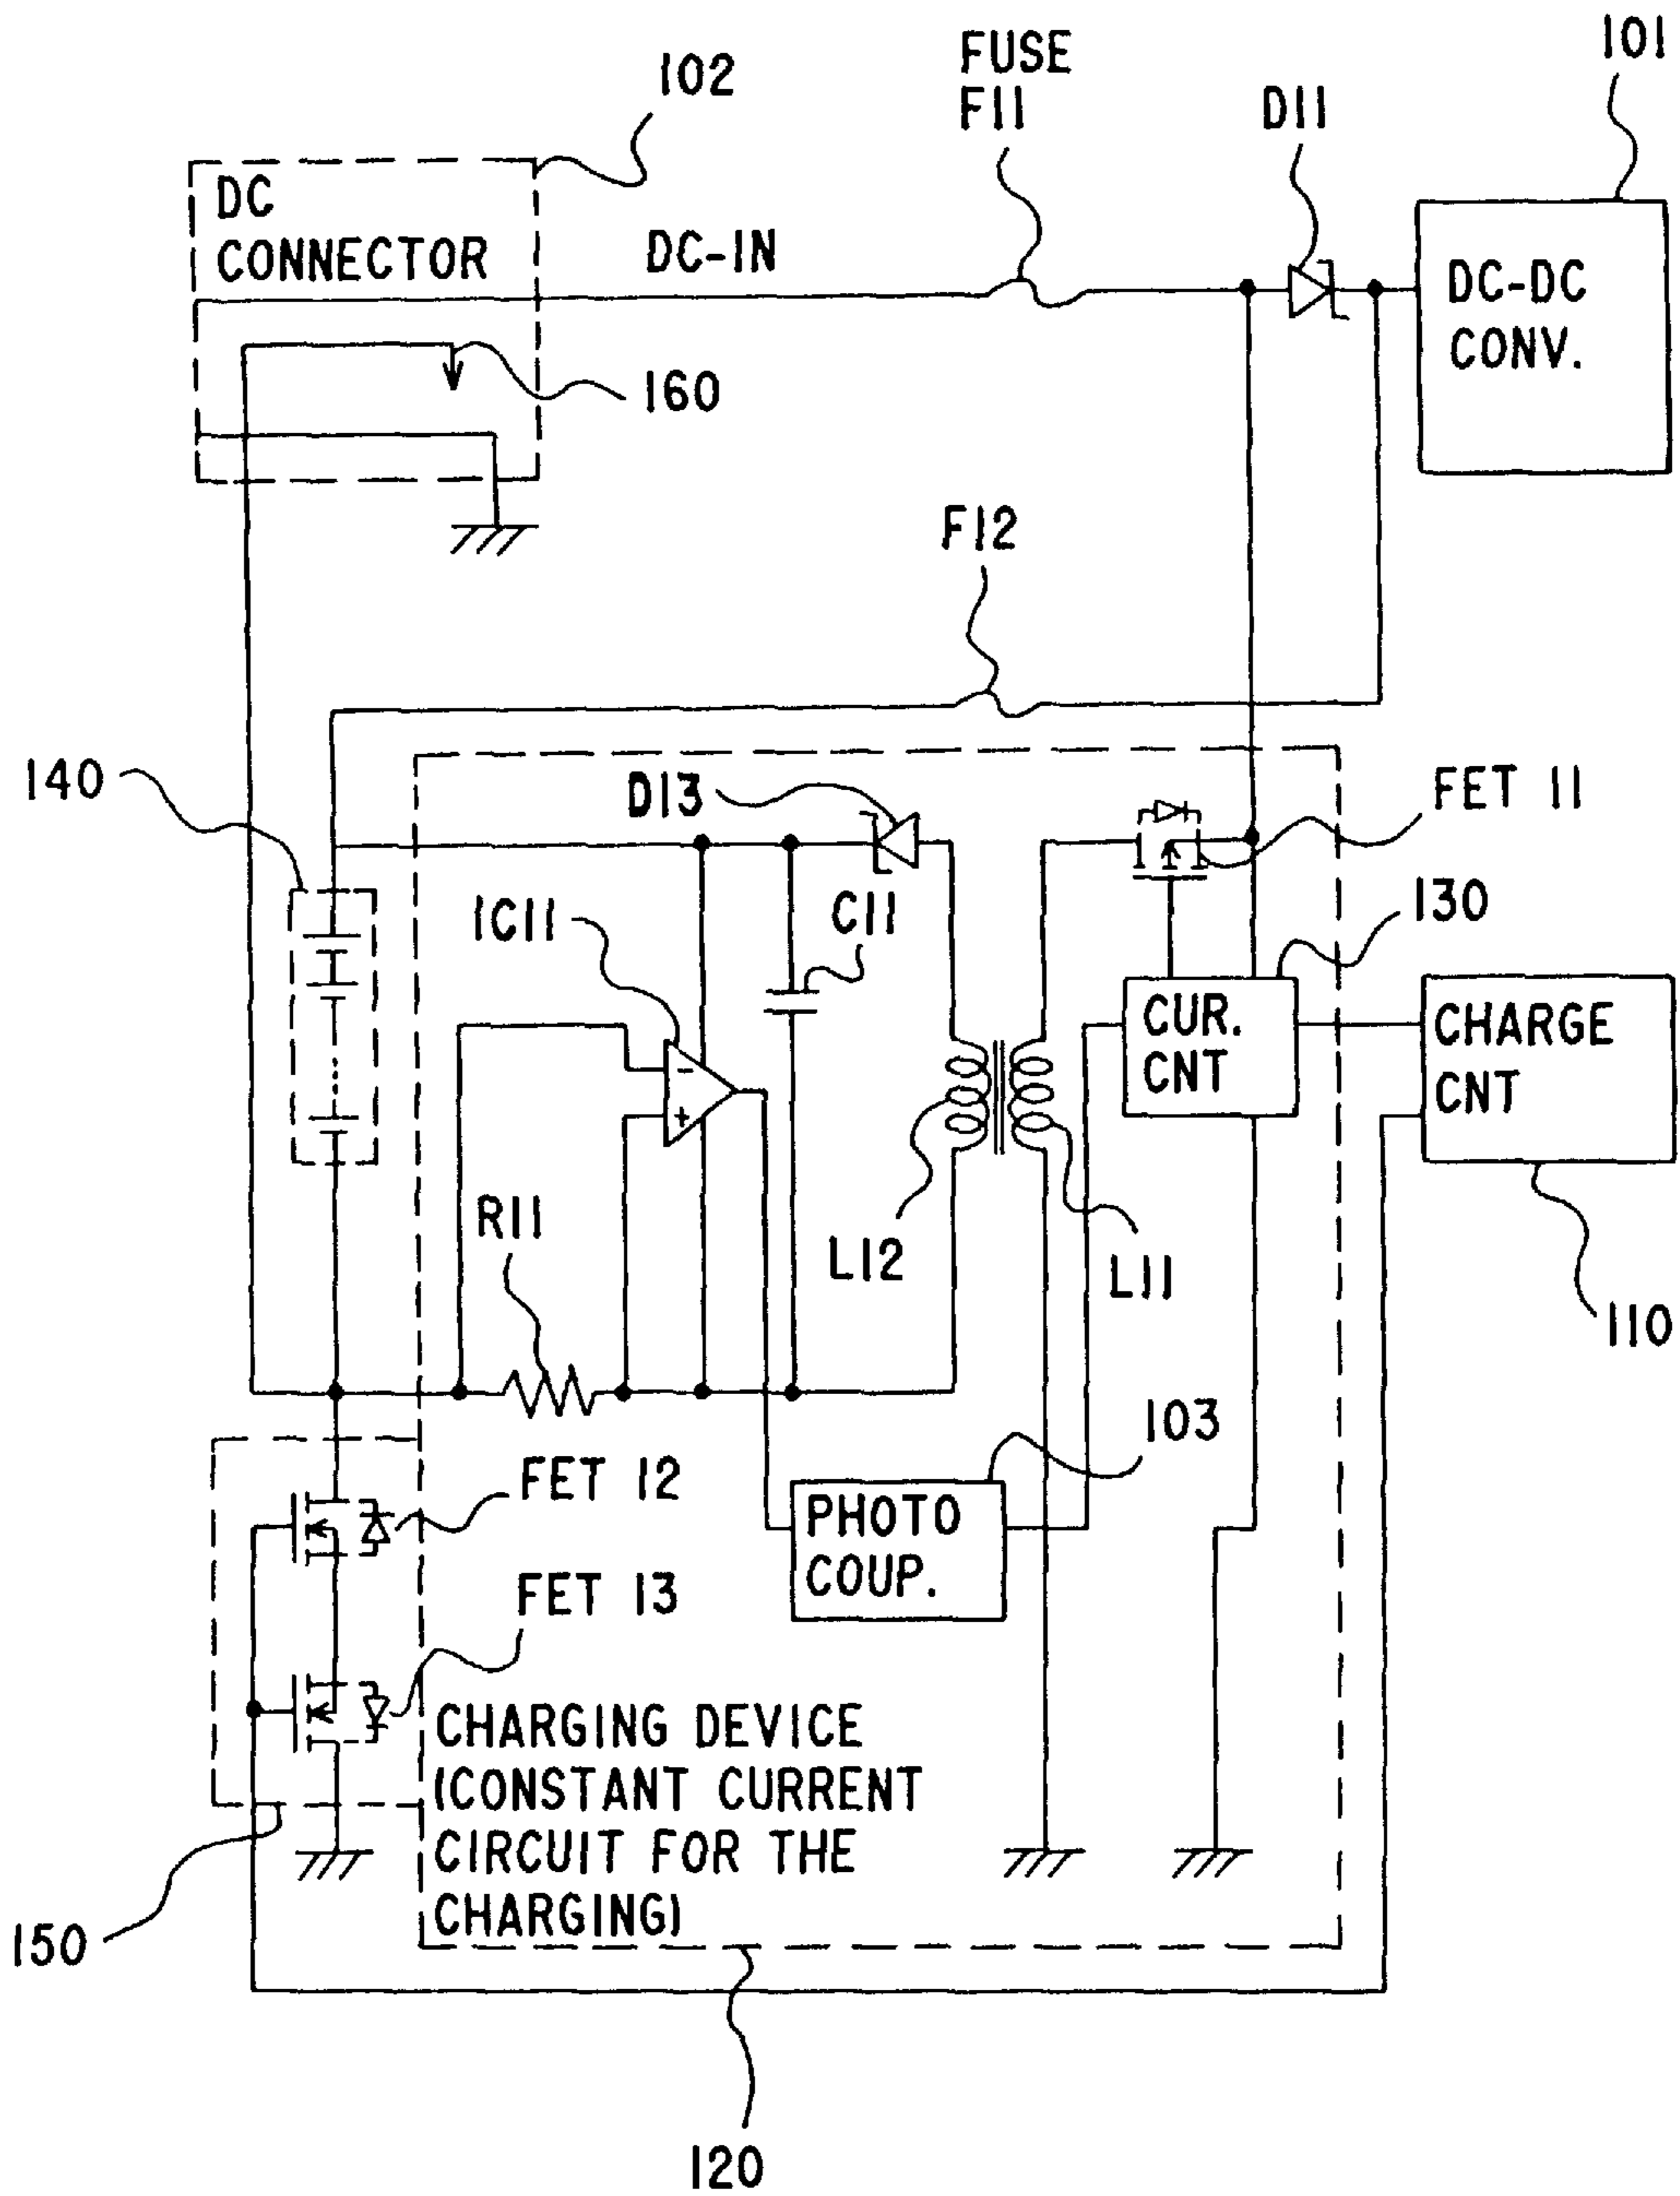 101
FUSE
F11
102
D11
DC
CONNECTOR
DC-IN
DC-DC
CONV.
160
F12
140
D13
FET 11
IC11
C11
130
CUR.
CNT
CHARGE
CNT
-
+
R11
L12
L11
110
103
FET 12
PHOTO
COUP.
FET 13
CHARGING DEVICE
(CONSTANT CURRENT
CIRCUIT FOR THE
CHARGING)
150
120